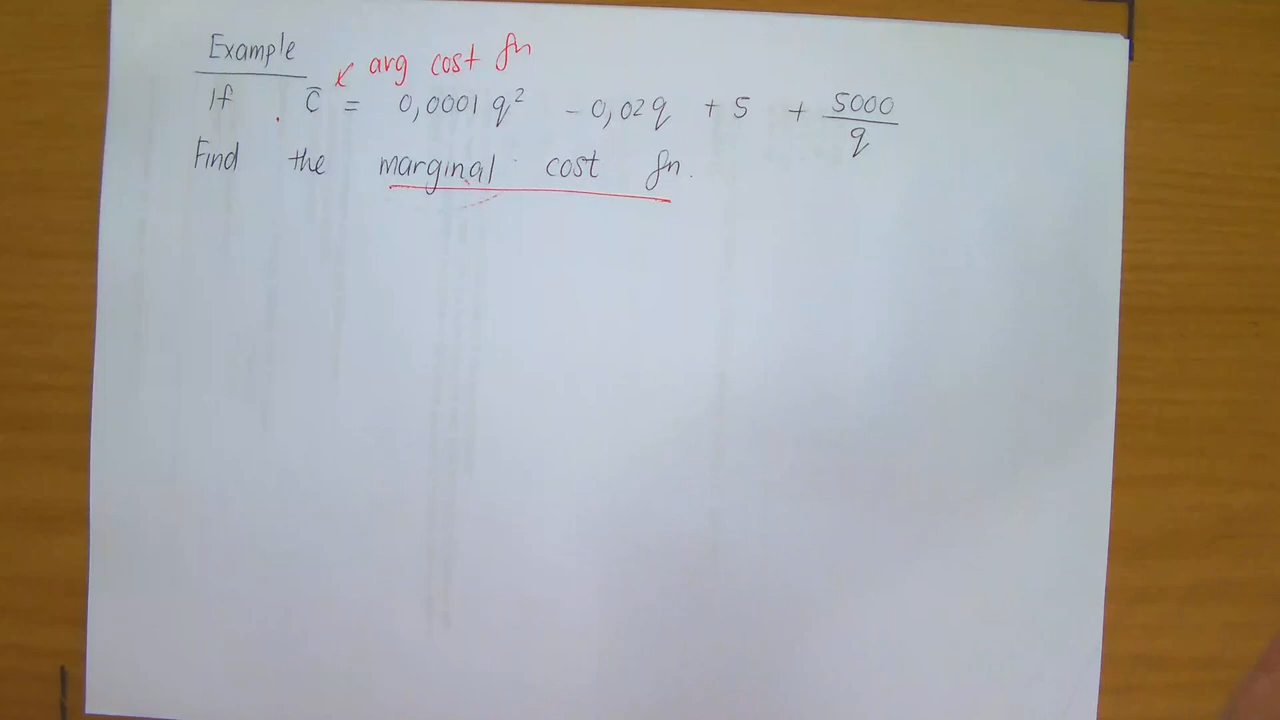 Example
avg cost fn
If C̄ = 0,0001 q² - 0,02q + 5 + 5000/q
Find the marginal cost fn.